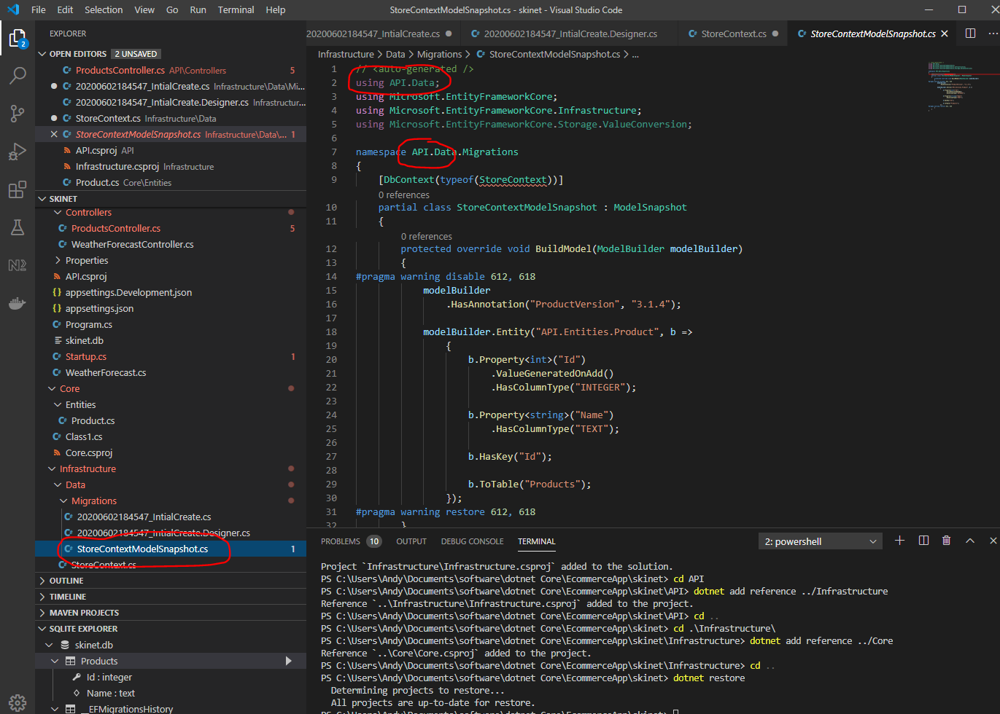 File Edit Selection View Go Run Terminal Help
StoreContextModelSnapshot.cs - skinet - Visual Studio Code
2
EXPLORER
OPEN EDITORS 2 UNSAVED
ProductsController.cs API\Controllers 5
20200602184547_IntialCreate.cs Infrastructure\Data\Mi...
20200602184547_IntialCreate.Designer.cs Infrastructur...
StoreContext.cs Infrastructure\Data
StoreContextModelSnapshot.cs Infrastructure\Data\... 1
API.csproj API
Infrastructure.csproj Infrastructure
Product.cs Core\Entities
SKINET
Controllers
ProductsController.cs 5
WeatherForecastController.cs
Properties
API.csproj
{} appsettings.Development.json
{} appsettings.json
Program.cs
skinet.db
Startup.cs 1
WeatherForecast.cs
Core
Entities
Product.cs
Class1.cs
Core.csproj
Infrastructure
Data
Migrations
20200602184547_IntialCreate.cs
20200602184547_IntialCreate.Designer.cs
StoreContextModelSnapshot.cs 1
StoreContext.cs
OUTLINE
TIMELINE
MAVEN PROJECTS
SQLITE EXPLORER
skinet.db
Products
Id : integer
Name : text
__EFMigrationsHistory
20200602184547_IntialCreate.cs
20200602184547_IntialCreate.Designer.cs
StoreContext.cs
StoreContextModelSnapshot.cs
Infrastructure > Data > Migrations > StoreContextModelSnapshot.cs > ...
1 // <auto-generated />
2 using API.Data;
3 using Microsoft.EntityFrameworkCore;
4 using Microsoft.EntityFrameworkCore.Infrastructure;
5 using Microsoft.EntityFrameworkCore.Storage.ValueConversion;
6
7 namespace API.Data.Migrations
8 {
9 [DbContext(typeof(StoreContext))]
0 references
10 partial class StoreContextModelSnapshot : ModelSnapshot
11 {
0 references
12 protected override void BuildModel(ModelBuilder modelBuilder)
13 {
14 #pragma warning disable 612, 618
15 modelBuilder
16 .HasAnnotation("ProductVersion", "3.1.4");
17
18 modelBuilder.Entity("API.Entities.Product", b =>
19 {
20 b.Property<int>("Id")
21 .ValueGeneratedOnAdd()
22 .HasColumnType("INTEGER");
23
24 b.Property<string>("Name")
25 .HasColumnType("TEXT");
26
27 b.HasKey("Id");
28
29 b.ToTable("Products");
30 });
31 #pragma warning restore 612, 618
32 }
PROBLEMS 10 OUTPUT DEBUG CONSOLE TERMINAL 2: powershell
Project `Infrastructure\Infrastructure.csproj` added to the solution.
PS C:\Users\Andy\Documents\software\dotnet Core\EcommerceApp\skinet> cd API
PS C:\Users\Andy\Documents\software\dotnet Core\EcommerceApp\skinet\API> dotnet add reference ../Infrastructure
Reference `..\Infrastructure\Infrastructure.csproj` added to the project.
PS C:\Users\Andy\Documents\software\dotnet Core\EcommerceApp\skinet\API> cd ..
PS C:\Users\Andy\Documents\software\dotnet Core\EcommerceApp\skinet> cd .\Infrastructure\
PS C:\Users\Andy\Documents\software\dotnet Core\EcommerceApp\skinet\Infrastructure> dotnet add reference ../Core
Reference `..\Core\Core.csproj` added to the project.
PS C:\Users\Andy\Documents\software\dotnet Core\EcommerceApp\skinet\Infrastructure> cd ..
PS C:\Users\Andy\Documents\software\dotnet Core\EcommerceApp\skinet> dotnet restore
Determining projects to restore...
All projects are up-to-date for restore.
PS C:\Users\Andy\Documents\software\dotnet Core\EcommerceApp\skinet>